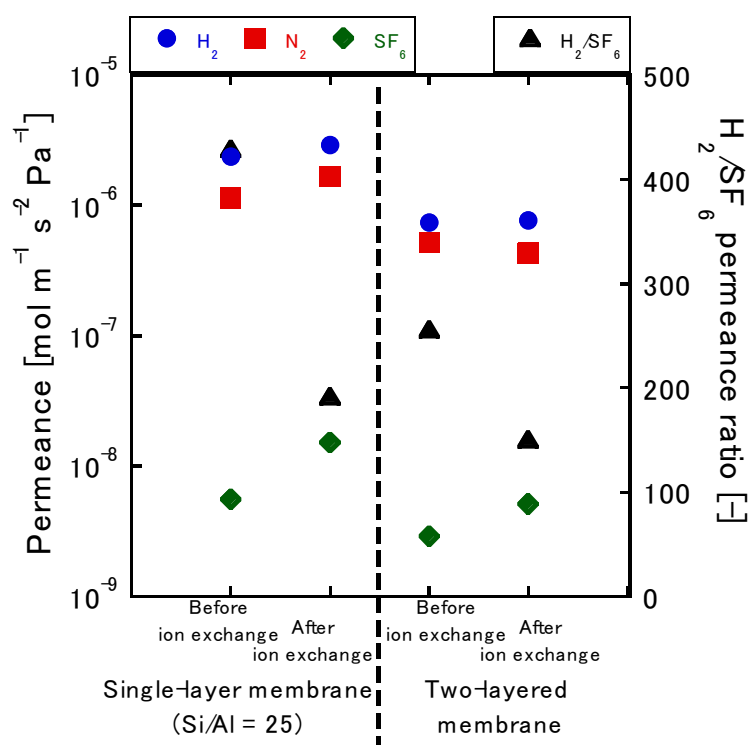 H2 N2 SF6 H2/SF6
10−5 500
10−6 400
300
10−7
200
10−8
100
10−9 0
Permeance [mol m−1 s−2 Pa−1]
H2/SF6 permeance ratio [-]
Before
ion exchange
After
ion exchange
Before
ion exchange
After
ion exchange
Single-layer membrane
(Si/Al = 25)
Two-layered
membrane